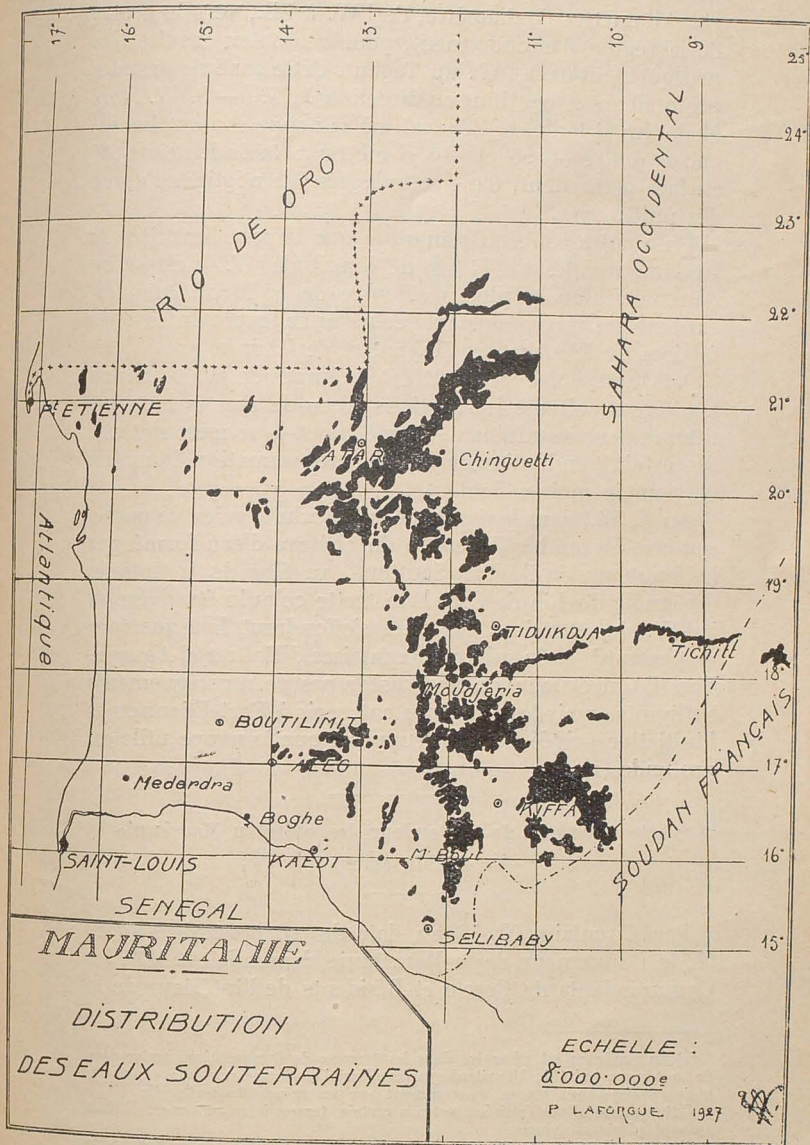 17°
16°
15°
14°
13°
11°
10°
9°
25°
24°
23°
22°
21°
20°
19°
18°
17°
16°
15°
RIO DE ORO
SAHARA OCCIDENTAL
Pt ETIENNE
ATAR
Chinguetti
Atlantique
TIDJIKDJA
Tichitt
Moudjéria
BOUTILIMIT
ALEG
Mederdra
Boghe
KIFFA
SOUDAN FRANÇAIS
SAINT-LOUIS
KAEDI
M'Bout
SENEGAL
SELIBABY
MAURITANIE
DISTRIBUTION
DES EAUX SOUTERRAINES
ECHELLE :
8·000·000e
P LAFORGUE 1927